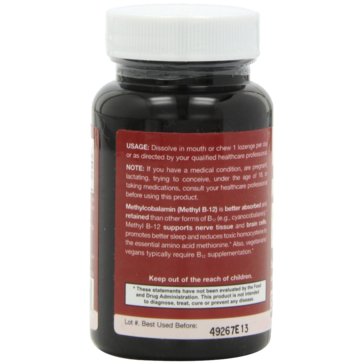 USAGE: Dissolve in mouth or chew 1 lozenge per day
or as directed by your qualified healthcare professional.
NOTE: If you have a medical condition, are pregnant,
lactating, trying to conceive, under the age of 18, or
taking medications, consult your healthcare professional
before using this product.
Methylcobalamin (Methyl B-12) is better absorbed and
retained than other forms of B12 (e.g., cyanocobalamin).
Methyl B-12 supports nerve tissue and brain cells,
promotes better sleep and reduces toxic homocysteine to
the essential amino acid methionine.* Also, vegetarians
vegans typically require B12 supplementation.*
Keep out of the reach of children.
* These statements have not been evaluated by the Food
and Drug Administration. This product is not intended
to diagnose, treat, cure or prevent any disease
Lot #. Best Used Before:
49267E13